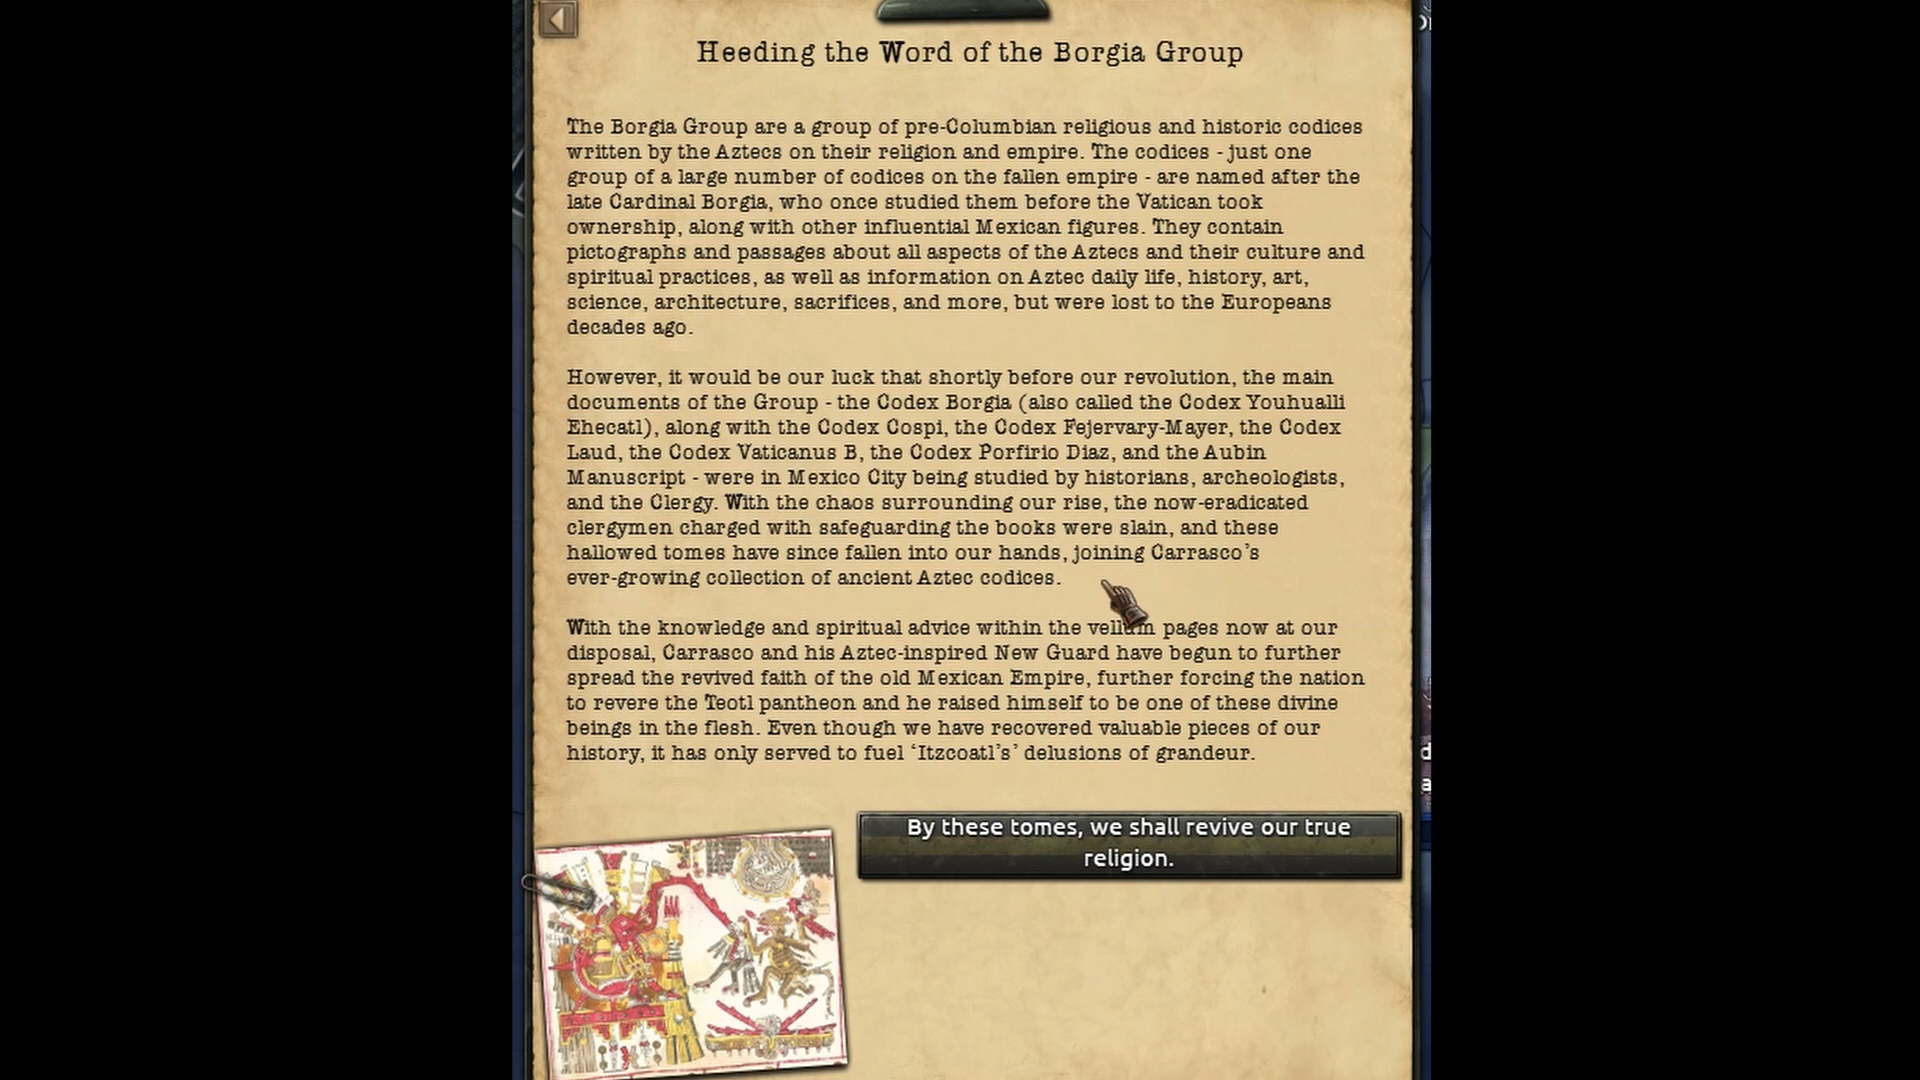 Heeding the Word of the Borgia Group
The Borgia Group are a group of pre-Columbian religious and historic codices
written by the Aztecs on their religion and empire. The codices - just one
group of a large number of codices on the fallen empire - are named after the
late Cardinal Borgia, who once studied them before the Vatican took
ownership, along with other influential Mexican figures. They contain
pictographs and passages about all aspects of the Aztecs and their culture and
spiritual practices, as well as information on Aztec daily life, history, art,
science, architecture, sacrifices, and more, but were lost to the Europeans
decades ago.
However, it would be our luck that shortly before our revolution, the main
documents of the Group - the Codex Borgia (also called the Codex Youhualli
Ehecatl), along with the Codex Cospi, the Codex Fejervary-Mayer, the Codex
Laud, the Codex Vaticanus B, the Codex Porfirio Diaz, and the Aubin
Manuscript - were in Mexico City being studied by historians, archeologists,
and the Clergy. With the chaos surrounding our rise, the now-eradicated
clergymen charged with safeguarding the books were slain, and these
hallowed tomes have since fallen into our hands, joining Carrasco's
ever-growing collection of ancient Aztec codices.
With the knowledge and spiritual advice within the vellum pages now at our
disposal, Carrasco and his Aztec-inspired New Guard have begun to further
spread the revived faith of the old Mexican Empire, further forcing the nation
to revere the Teotl pantheon and he raised himself to be one of these divine
beings in the flesh. Even though we have recovered valuable pieces of our
history, it has only served to fuel ‘Itzcoatl's’ delusions of grandeur.
By these tomes, we shall revive our true
religion.